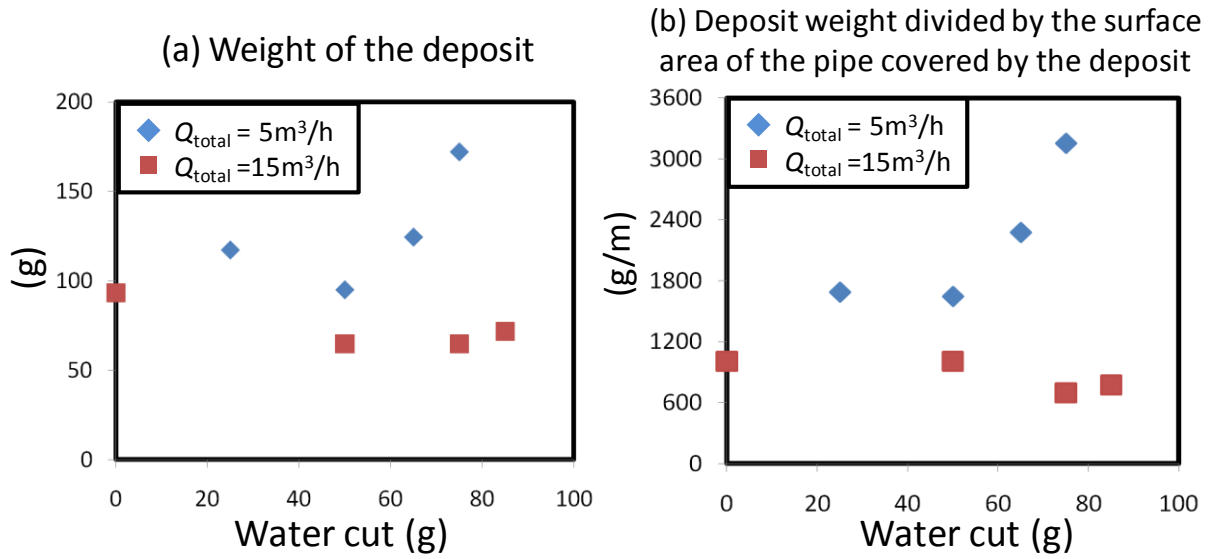 (a) Weight of the deposit
200
150
100
50
0
(g)
Q_total = 5m³/h
Q_total =15m³/h
0 20 40 60 80 100
Water cut (g)
(b) Deposit weight divided by the surface
area of the pipe covered by the deposit
3600
3000
2400
1800
1200
600
0
(g/m)
Q_total = 5m³/h
Q_total =15m³/h
0 20 40 60 80 100
Water cut (g)